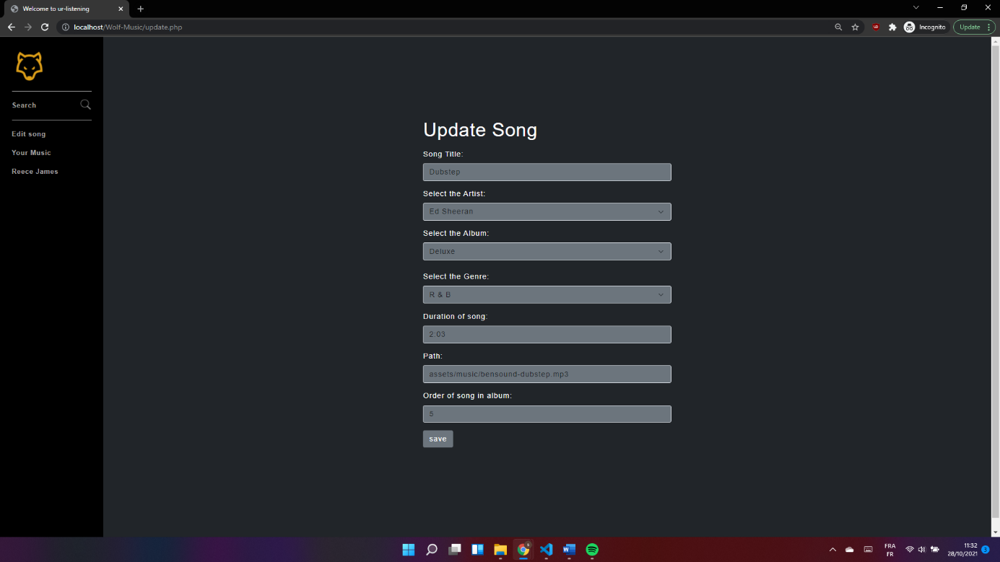 Welcome to ur-listening
localhost/Wolf-Music/update.php
Incognito
Update
Search
Edit song
Your Music
Reece James
Update Song
Song Title:
Dubstep
Select the Artist:
Ed Sheeran
Select the Album:
Deluxe
Select the Genre:
R & B
Duration of song:
2:03
Path:
assets/music/bensound-dubstep.mp3
Order of song in album:
5
save
FRA
FR
11:32
28/10/2021
3